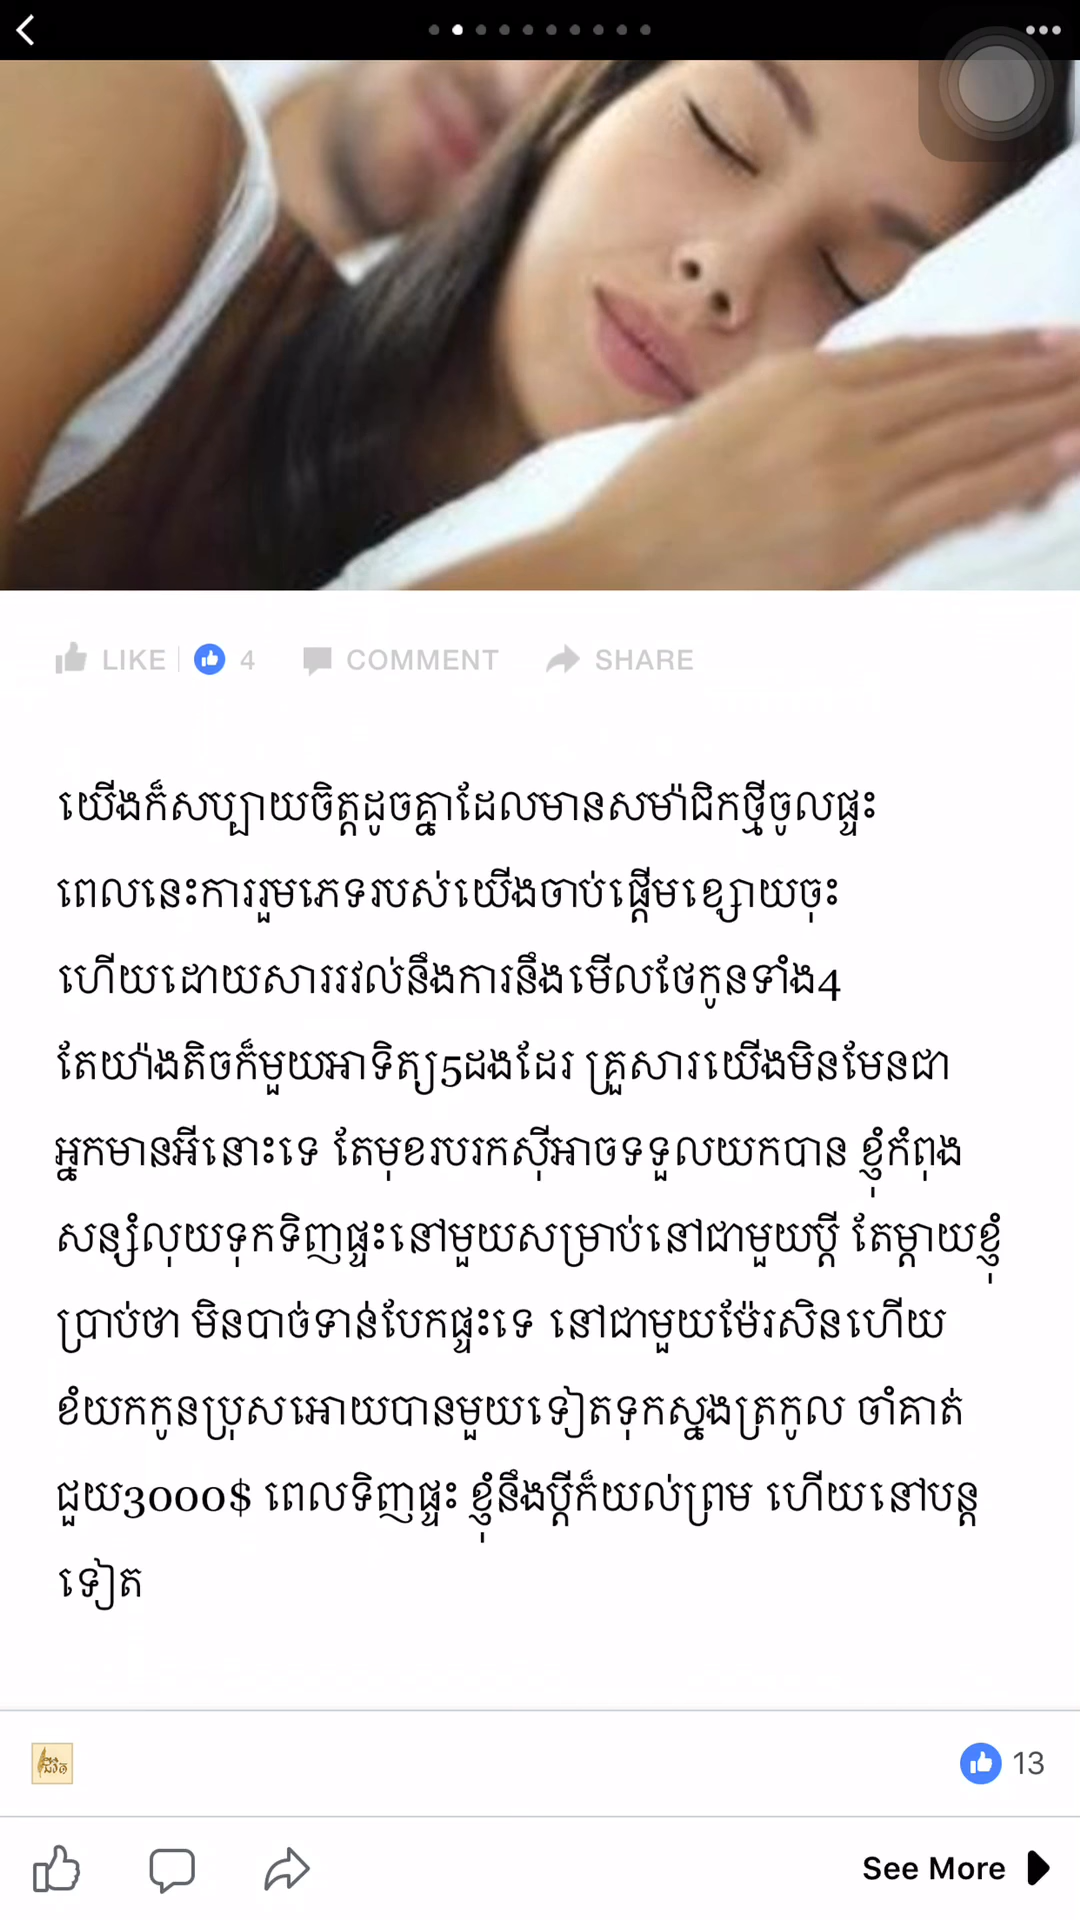 LIKE 4 COMMENT SHARE
យើងក៏សប្បាយចិត្តដូចគ្នាដែលមានសមាជិកថ្មីចូលផ្ទះ
ពេលនេះការរួមភេទរបស់យើងចាប់ផ្តើមខ្សោយចុះ
ហើយដោយសាររវល់នឹងការនឹងមើលថែកូនទាំង4
តែយ៉ាងតិចក៏មួយអាទិត្យ5ដងដែរ គ្រួសារយើងមិនមែនជា
អ្នកមានអីនោះទេ តែមុខរបរកស៊ីអាចទទួលយកបាន ខ្ញុំកំពុង
សន្សំលុយទុកទិញផ្ទះនៅមួយសម្រាប់នៅជាមួយប្តី តែម្តាយខ្ញុំ
ប្រាប់ថា មិនបាច់ទាន់បែកផ្ទះទេ នៅជាមួយម៉ែរសិនហើយ
ខំយកកូនប្រុសអោយបានមួយទៀតទុកស្នងត្រកូល ចាំគាត់
ជួយ3000$ ពេលទិញផ្ទះ ខ្ញុំនឹងប្តីក៏យល់ព្រម ហើយនៅបន្ត
ទៀត
ជីវិត
13
See More